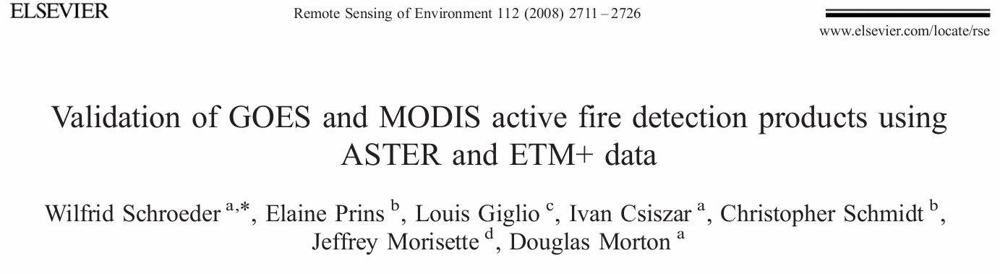 ELSEVIER
Remote Sensing of Environment 112 (2008) 2711–2726
www.elsevier.com/locate/rse
Validation of GOES and MODIS active fire detection products using
ASTER and ETM+ data
Wilfrid Schroeder a,*, Elaine Prins b, Louis Giglio c, Ivan Csiszar a, Christopher Schmidt b,
Jeffrey Morisette d, Douglas Morton a